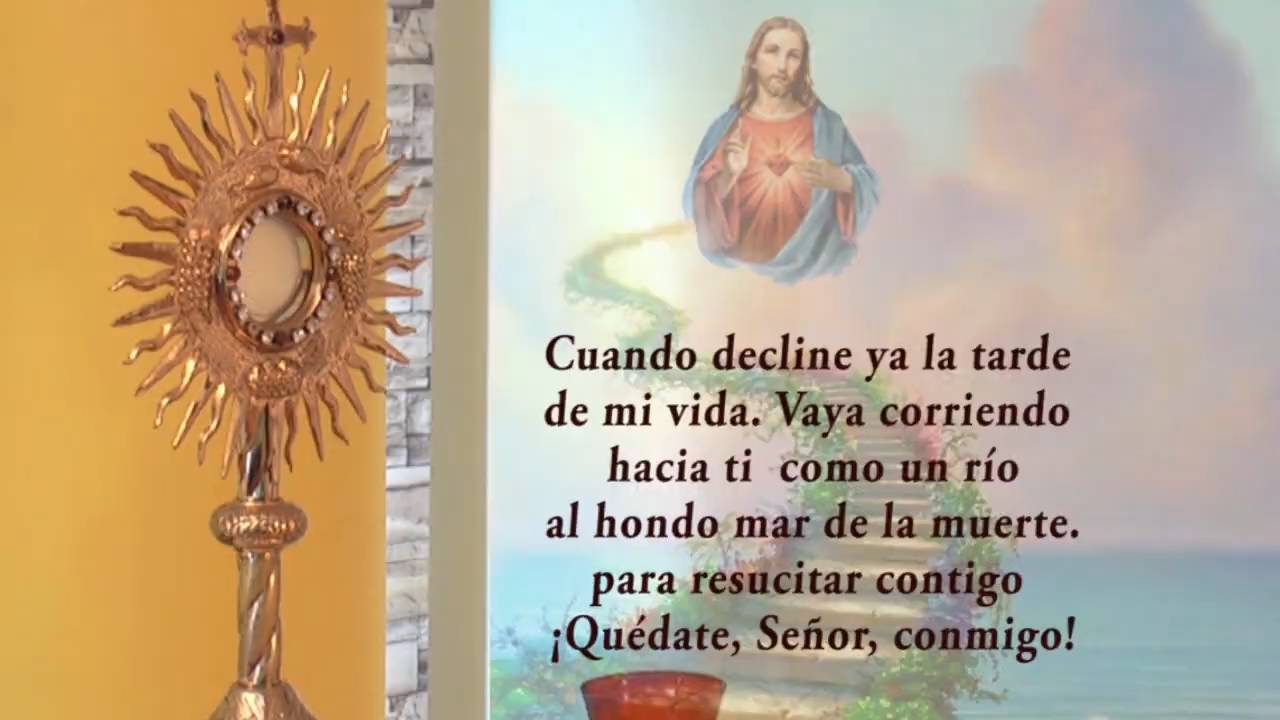 Cuando decline ya la tarde
de mi vida. Vaya corriendo
hacia ti como un río
al hondo mar de la muerte.
para resucitar contigo
¡Quédate, Señor, conmigo!